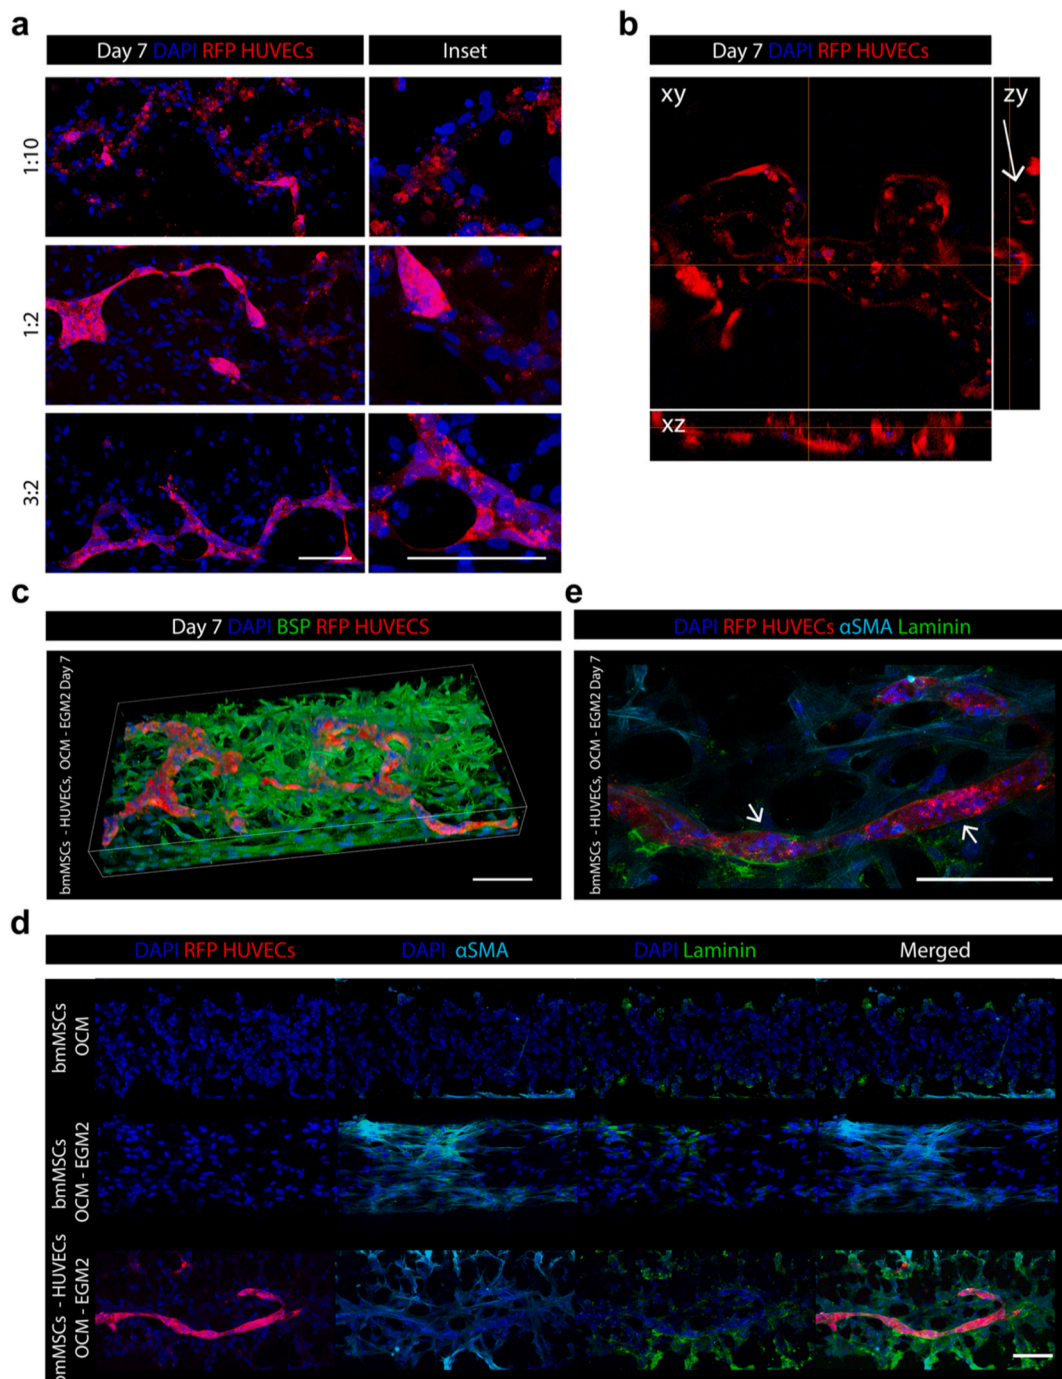 a
Day 7 DAPI RFP HUVECs
Inset
1:10
1:2
3:2
b
Day 7 DAPI RFP HUVECs
xy
zy
xz
c
Day 7 DAPI BSP RFP HUVECS
bmMSCs - HUVECs, OCM - EGM2 Day 7
e
DAPI RFP HUVECs αSMA Laminin
bmMSCs - HUVECs, OCM - EGM2 Day 7
d
DAPI RFP HUVECs
DAPI αSMA
DAPI Laminin
Merged
bmMSCs
OCM
bmMSCs
OCM - EGM2
bmMSCs - HUVECs
OCM - EGM2